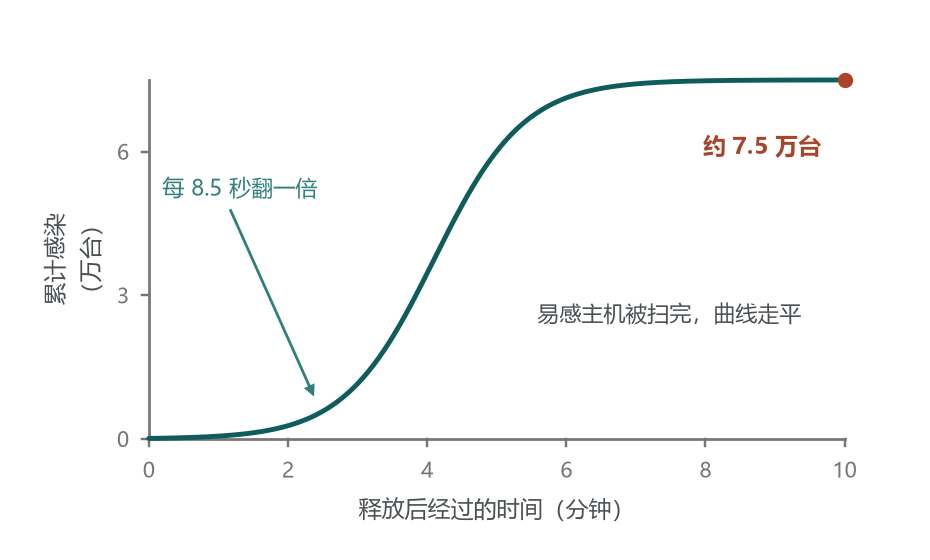 约 7.5 万台
每 8.5 秒翻一倍
易感主机被扫完，曲线走平
累计感染
（万台）
6
3
0
0 2 4 6 8 10
释放后经过的时间（分钟）